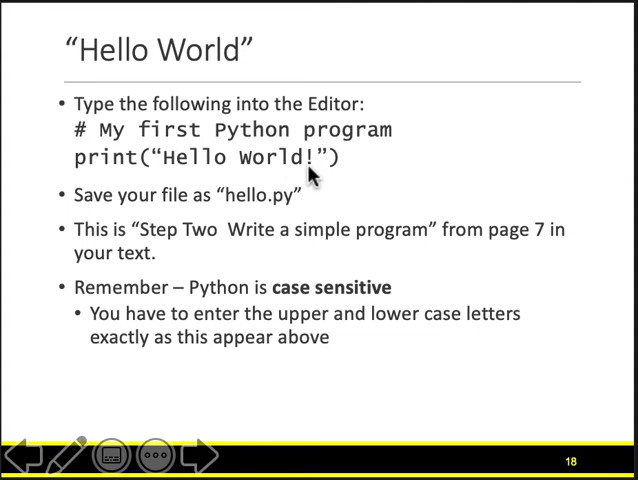 “Hello World”
• Type the following into the Editor:
# My first Python program
print(“Hello World!”)
• Save your file as “hello.py”
• This is “Step Two  Write a simple program” from page 7 in
your text.
• Remember – Python is case sensitive
• You have to enter the upper and lower case letters
exactly as this appear above
18